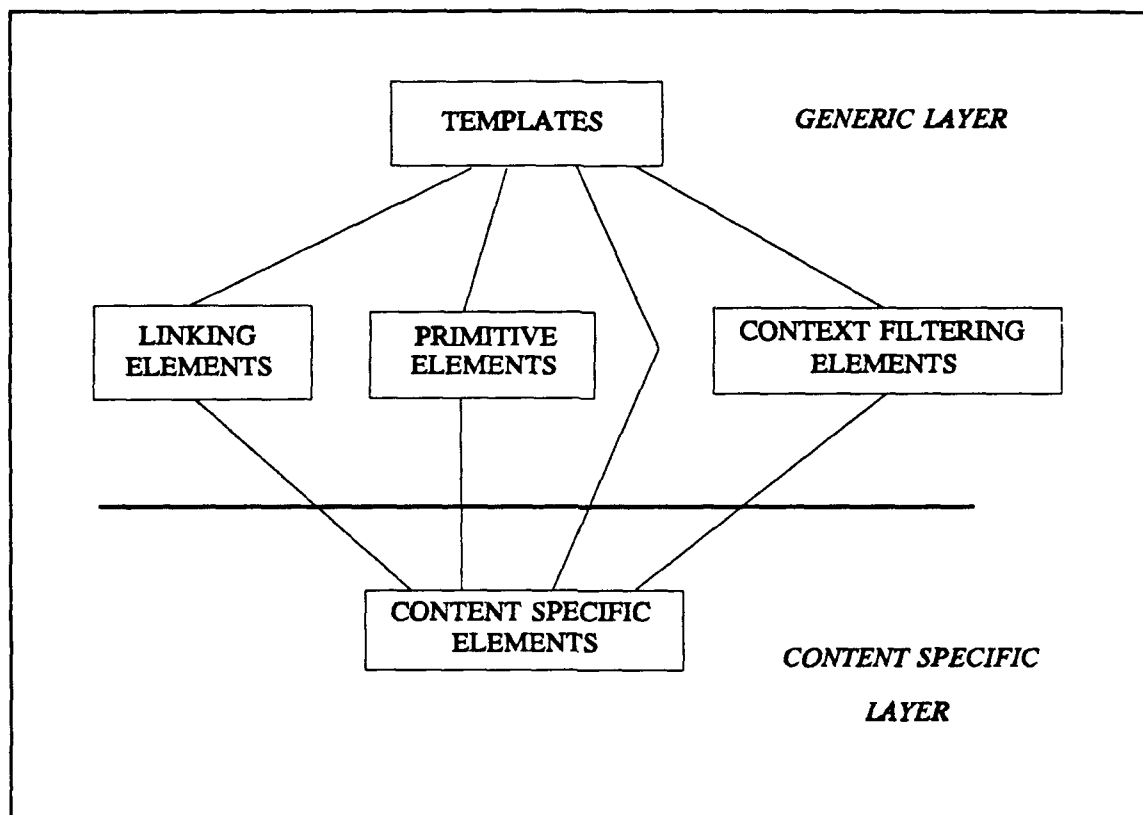 TEMPLATES
GENERIC LAYER
LINKING
ELEMENTS
PRIMITIVE
ELEMENTS
CONTEXT FILTERING
ELEMENTS
CONTENT SPECIFIC
ELEMENTS
CONTENT SPECIFIC
LAYER